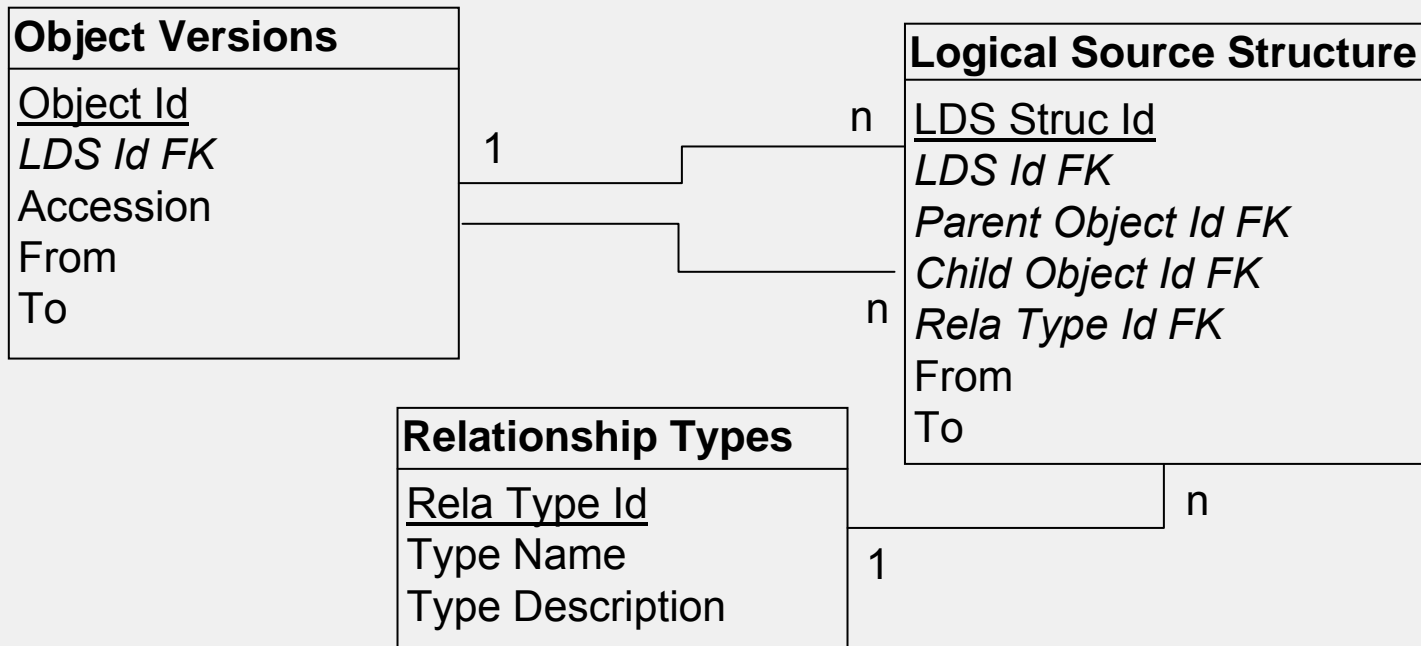 Object Versions
Object Id
LDS Id FK
Accession
From
To
1
n
n
Logical Source Structure
LDS Struc Id
LDS Id FK
Parent Object Id FK
Child Object Id FK
Rela Type Id FK
From
To
Relationship Types
Rela Type Id
Type Name
Type Description
1
n